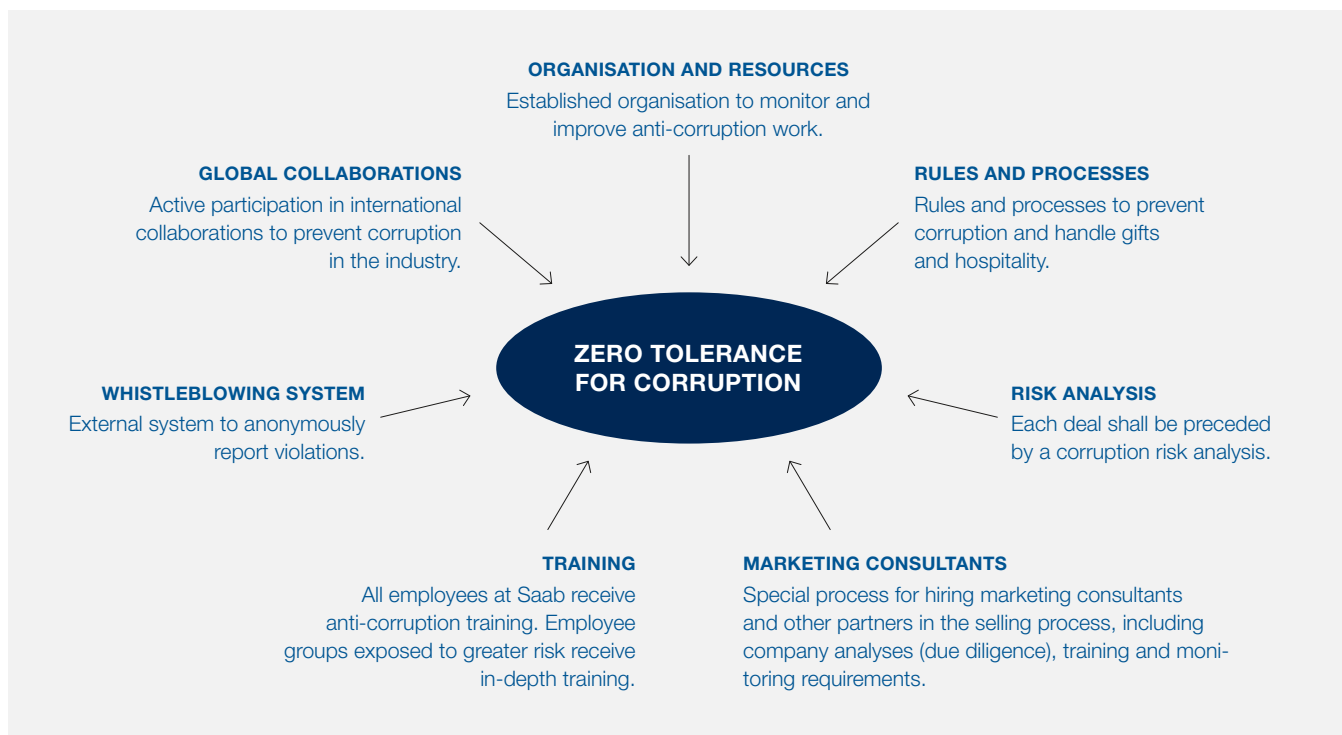 ORGANISATION AND RESOURCES
Established organisation to monitor and
improve anti-corruption work.
GLOBAL COLLABORATIONS
Active participation in international
collaborations to prevent corruption
in the industry.
RULES AND PROCESSES
Rules and processes to prevent
corruption and handle gifts
and hospitality.
ZERO TOLERANCE
FOR CORRUPTION
WHISTLEBLOWING SYSTEM
External system to anonymously
report violations.
RISK ANALYSIS
Each deal shall be preceded
by a corruption risk analysis.
TRAINING
All employees at Saab receive
anti-corruption training. Employee
groups exposed to greater risk receive
in-depth training.
MARKETING CONSULTANTS
Special process for hiring marketing consultants
and other partners in the selling process, including
company analyses (due diligence), training and moni-
toring requirements.